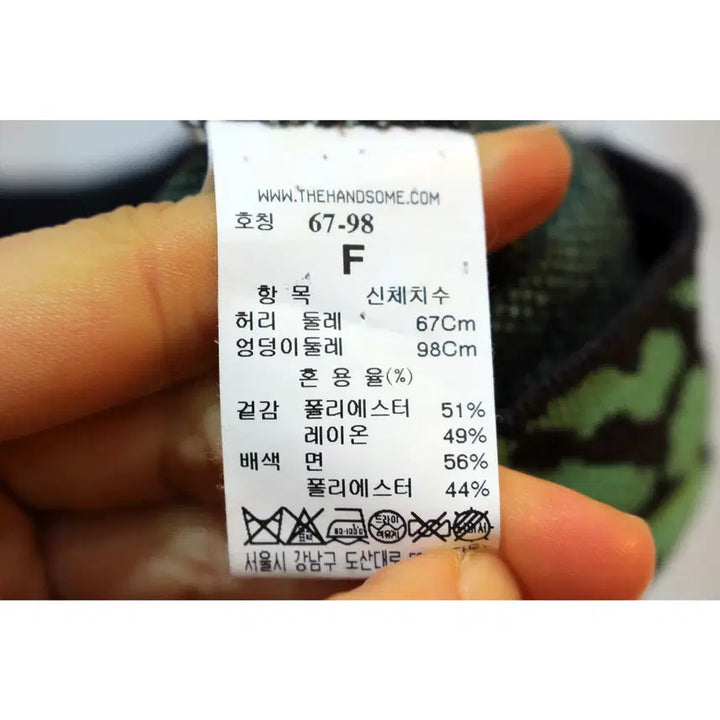 WWW.THEHANDSOME.COM
호칭 67-98
F
항 목 신체치수
허리 둘레 67Cm
엉덩이둘레 98Cm
혼 용 율(%)
겉감 폴리에스터 51%
레이온 49%
배색 면 56%
폴리에스터 44%
드라이
서울시 강남구 도산대로